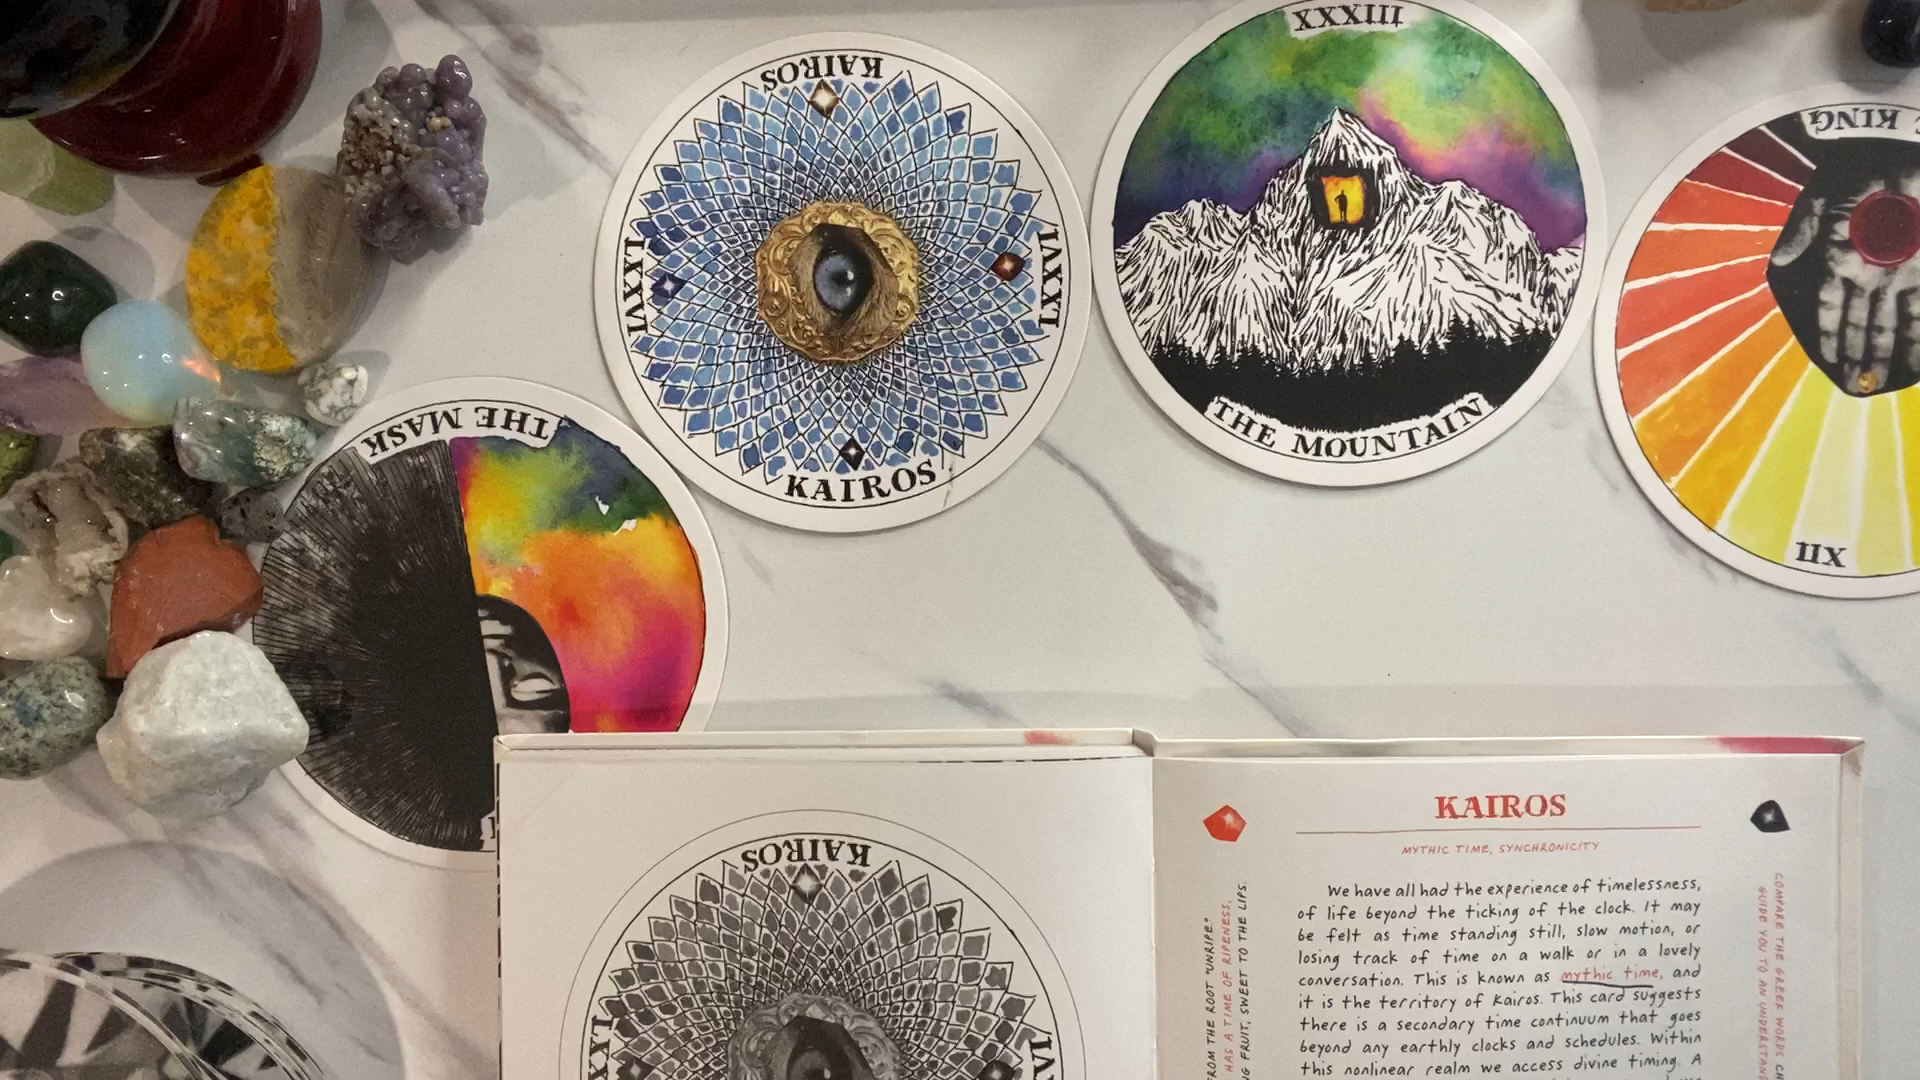 KAIROS
LXXVI
LXXVI
KAIROS
XXXIII
THE MOUNTAIN
KING
XII
THE MASK
KAIROS
KAIROS
MYTHIC TIME, SYNCHRONICITY
We have all had the experience of timelessness,
of life beyond the ticking of the clock. It may
be felt as time standing still, slow motion, or
losing track of time on a walk or in a lovely
conversation. This is known as mythic time, and
it is the territory of Kairos. This card suggests
there is a secondary time continuum that goes
beyond any earthly clocks and schedules. Within
this nonlinear realm we access divine timing. A
FROM THE ROOT "UNRIPE."
HAS A TIME OF RIPENESS,
FRUIT, SWEET TO THE LIPS.
COMPARE THE GREEK WORDS
GUIDE YOU TO AN